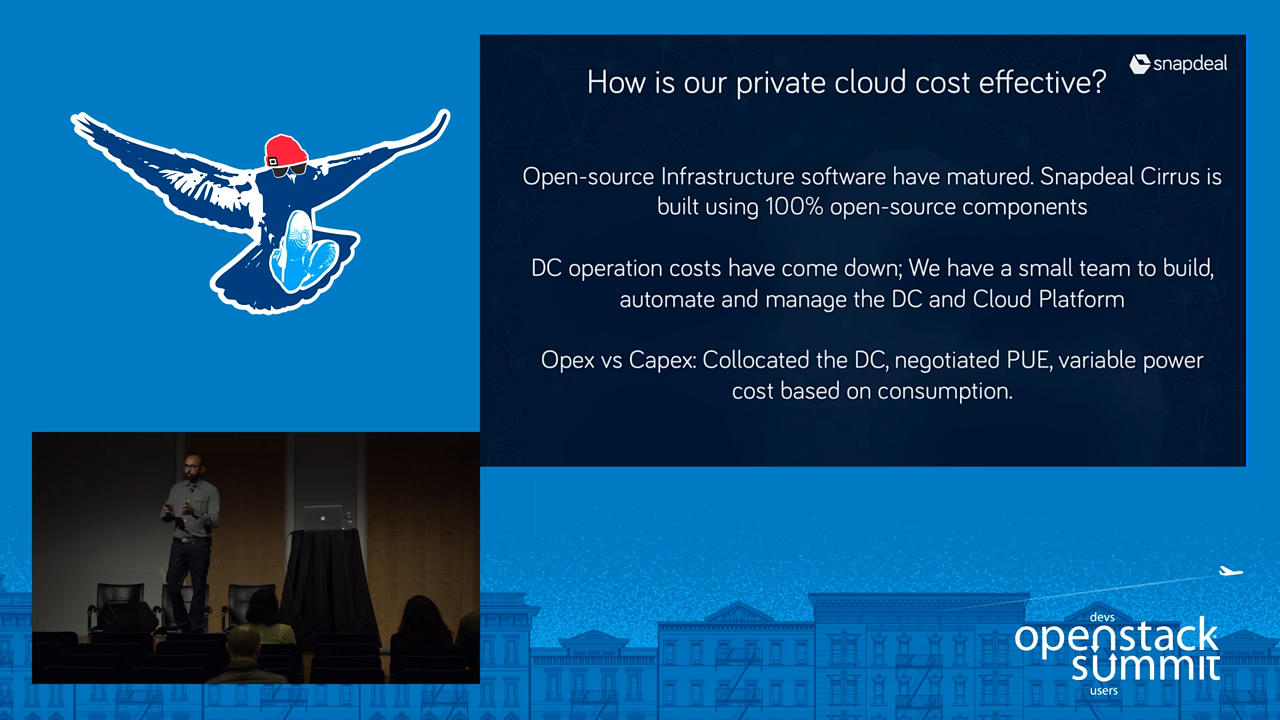 snapdeal
How is our private cloud cost effective?
Open-source Infrastructure software have matured. Snapdeal Cirrus is
built using 100% open-source components
DC operation costs have come down; We have a small team to build,
automate and manage the DC and Cloud Platform
Opex vs Capex: Collocated the DC, negotiated PUE, variable power
cost based on consumption.
devs
openstack
summit
users